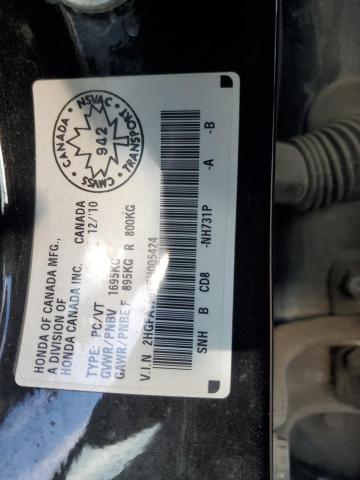 HONDA OF CANADA MFG.,
A DIVISION OF
HONDA CANADA INC. CANADA
TYPE: PC/VT 12/'10
GVWR/PNBV 1695KG
GAWR/PNBE F 895KG R 800KG
V.I.N
SNH B CD8 -NH731P -A -B
CANADA
NSVAC
942
CMVSS
TRANSPORT